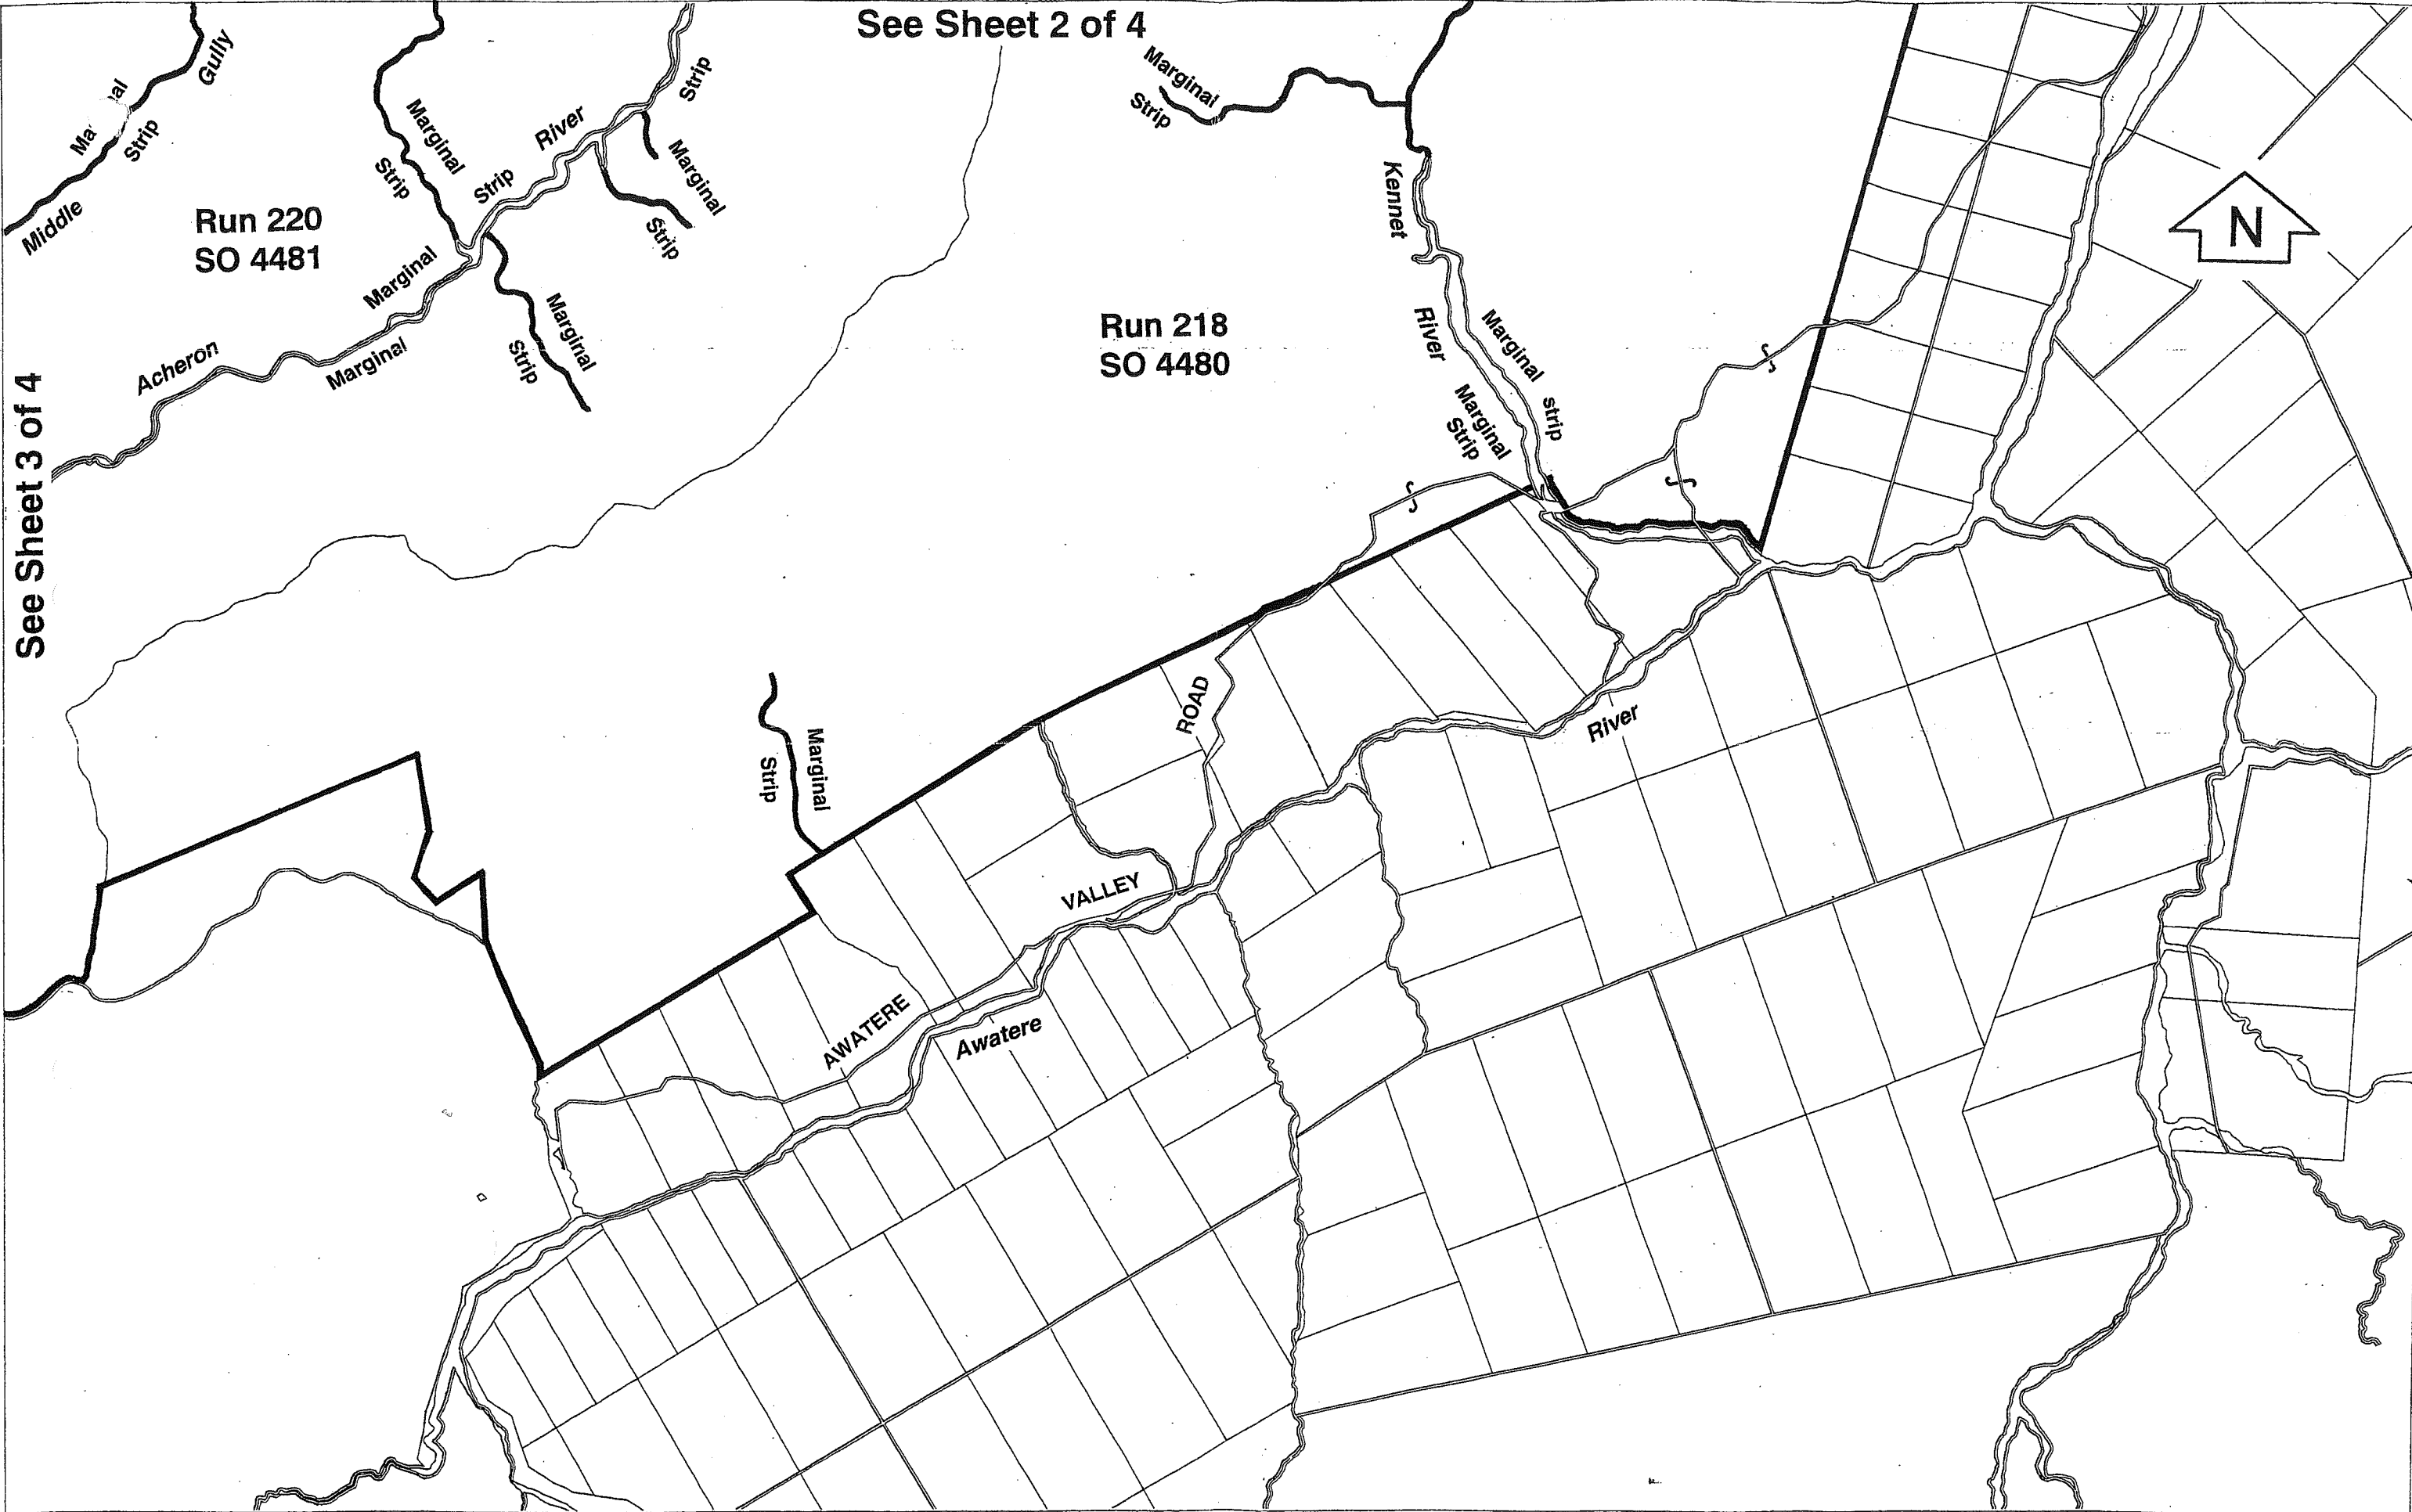 See Sheet 2 of 4
Gully
Strip
Middle
Run 220
SO 4481
Marginal
Strip
River
Strip
Strip
Marginal
Strip
Marginal
Acheron
Marginal
Marginal
Strip
See Sheet 3 of 4
Marginal
Strip
Kennet
River
Marginal
strip
Marginal
Strip
Run 218
SO 4480
N
Marginal
Strip
ROAD
River
VALLEY
AWATERE
Awatere